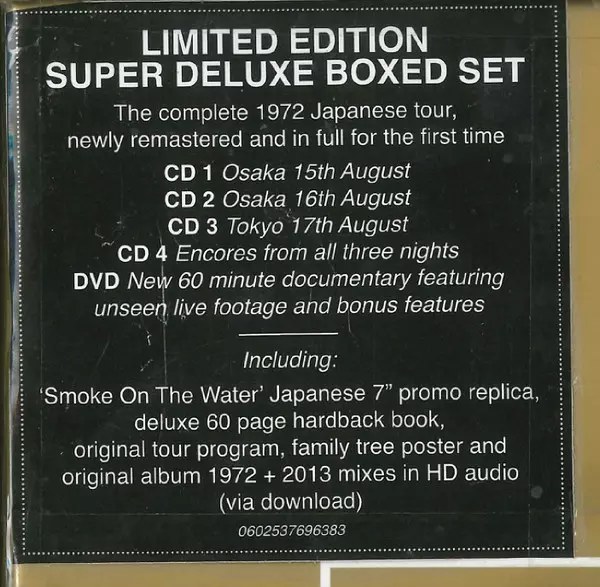 LIMITED EDITION
SUPER DELUXE BOXED SET
The complete 1972 Japanese tour,
newly remastered and in full for the first time
CD 1 Osaka 15th August
CD 2 Osaka 16th August
CD 3 Tokyo 17th August
CD 4 Encores from all three nights
DVD New 60 minute documentary featuring
unseen live footage and bonus features
Including:
‘Smoke On The Water’ Japanese 7” promo replica,
deluxe 60 page hardback book,
original tour program, family tree poster and
original album 1972 + 2013 mixes in HD audio
(via download)
0602537696383